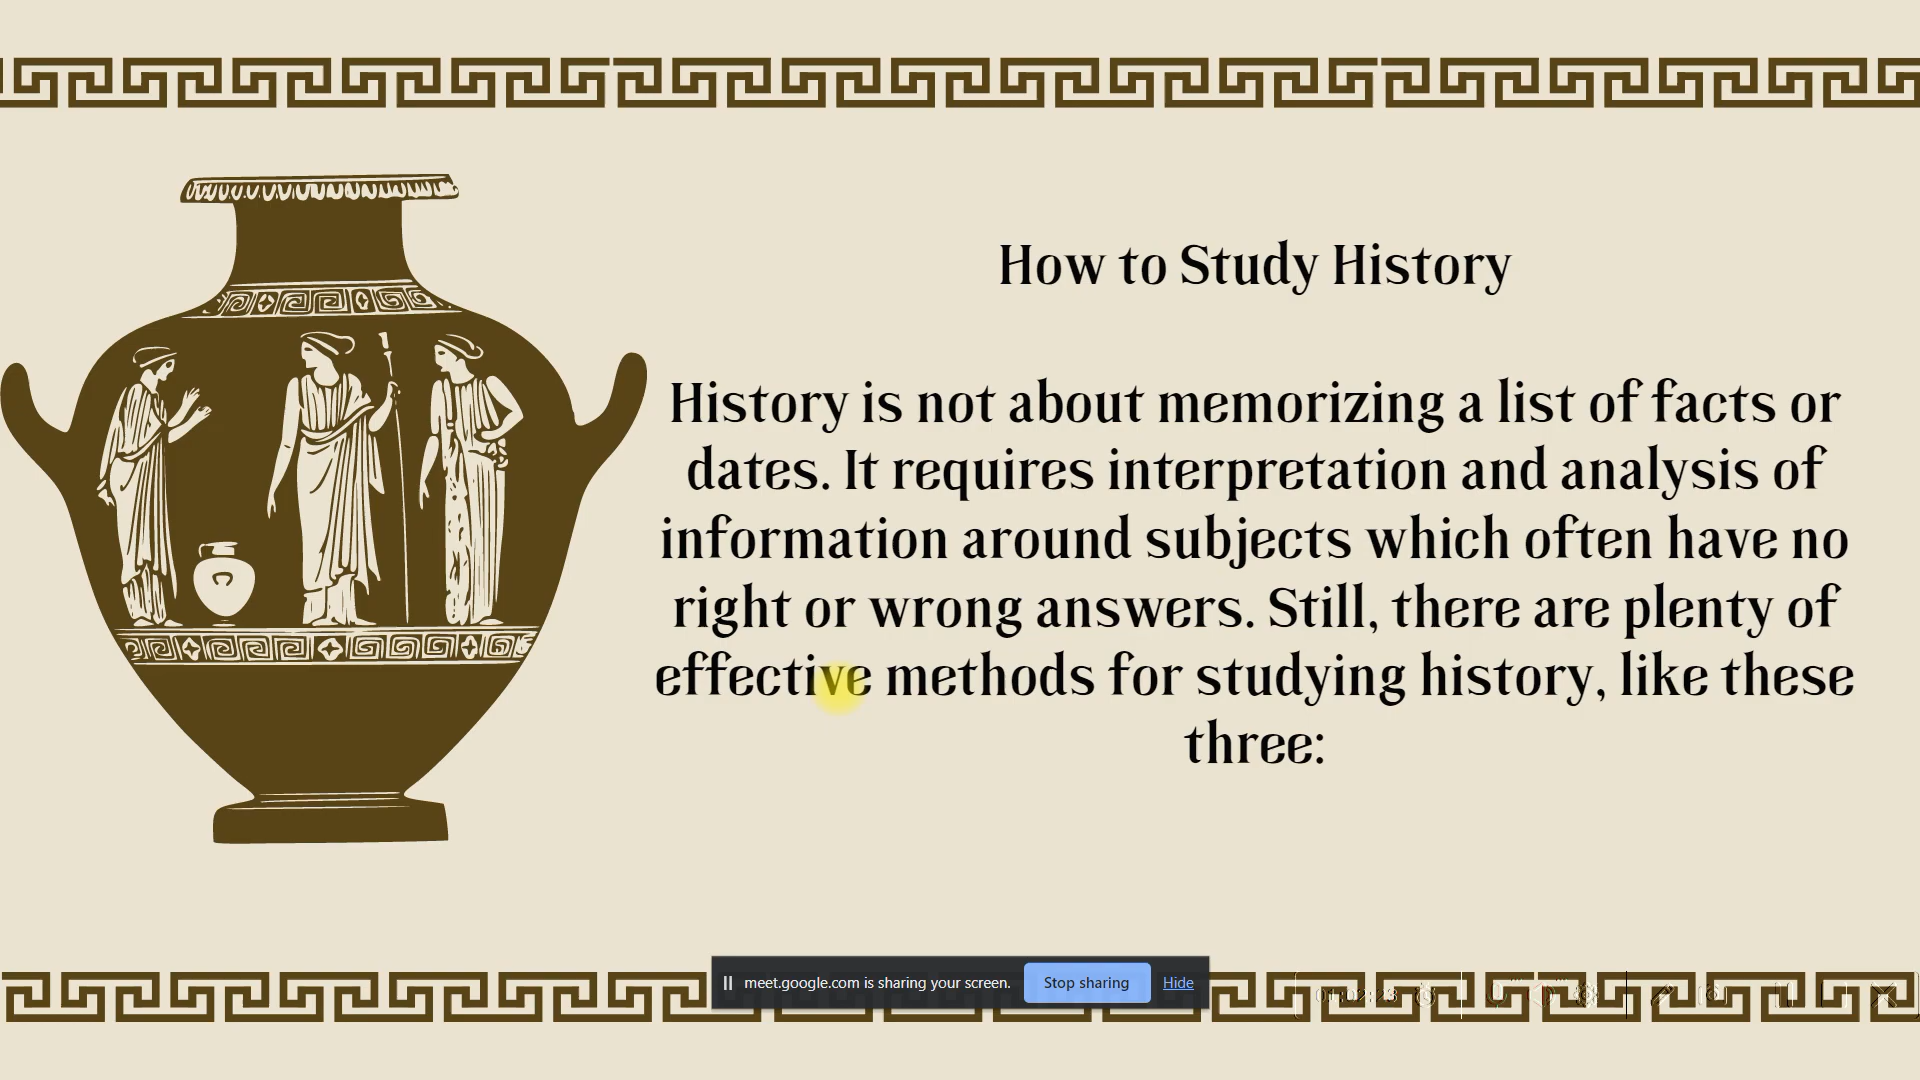 How to Study History
History is not about memorizing a list of facts or
dates. It requires interpretation and analysis of
information around subjects which often have no
right or wrong answers. Still, there are plenty of
effective methods for studying history, like these
three:
meet.google.com is sharing your screen. Stop sharing Hide